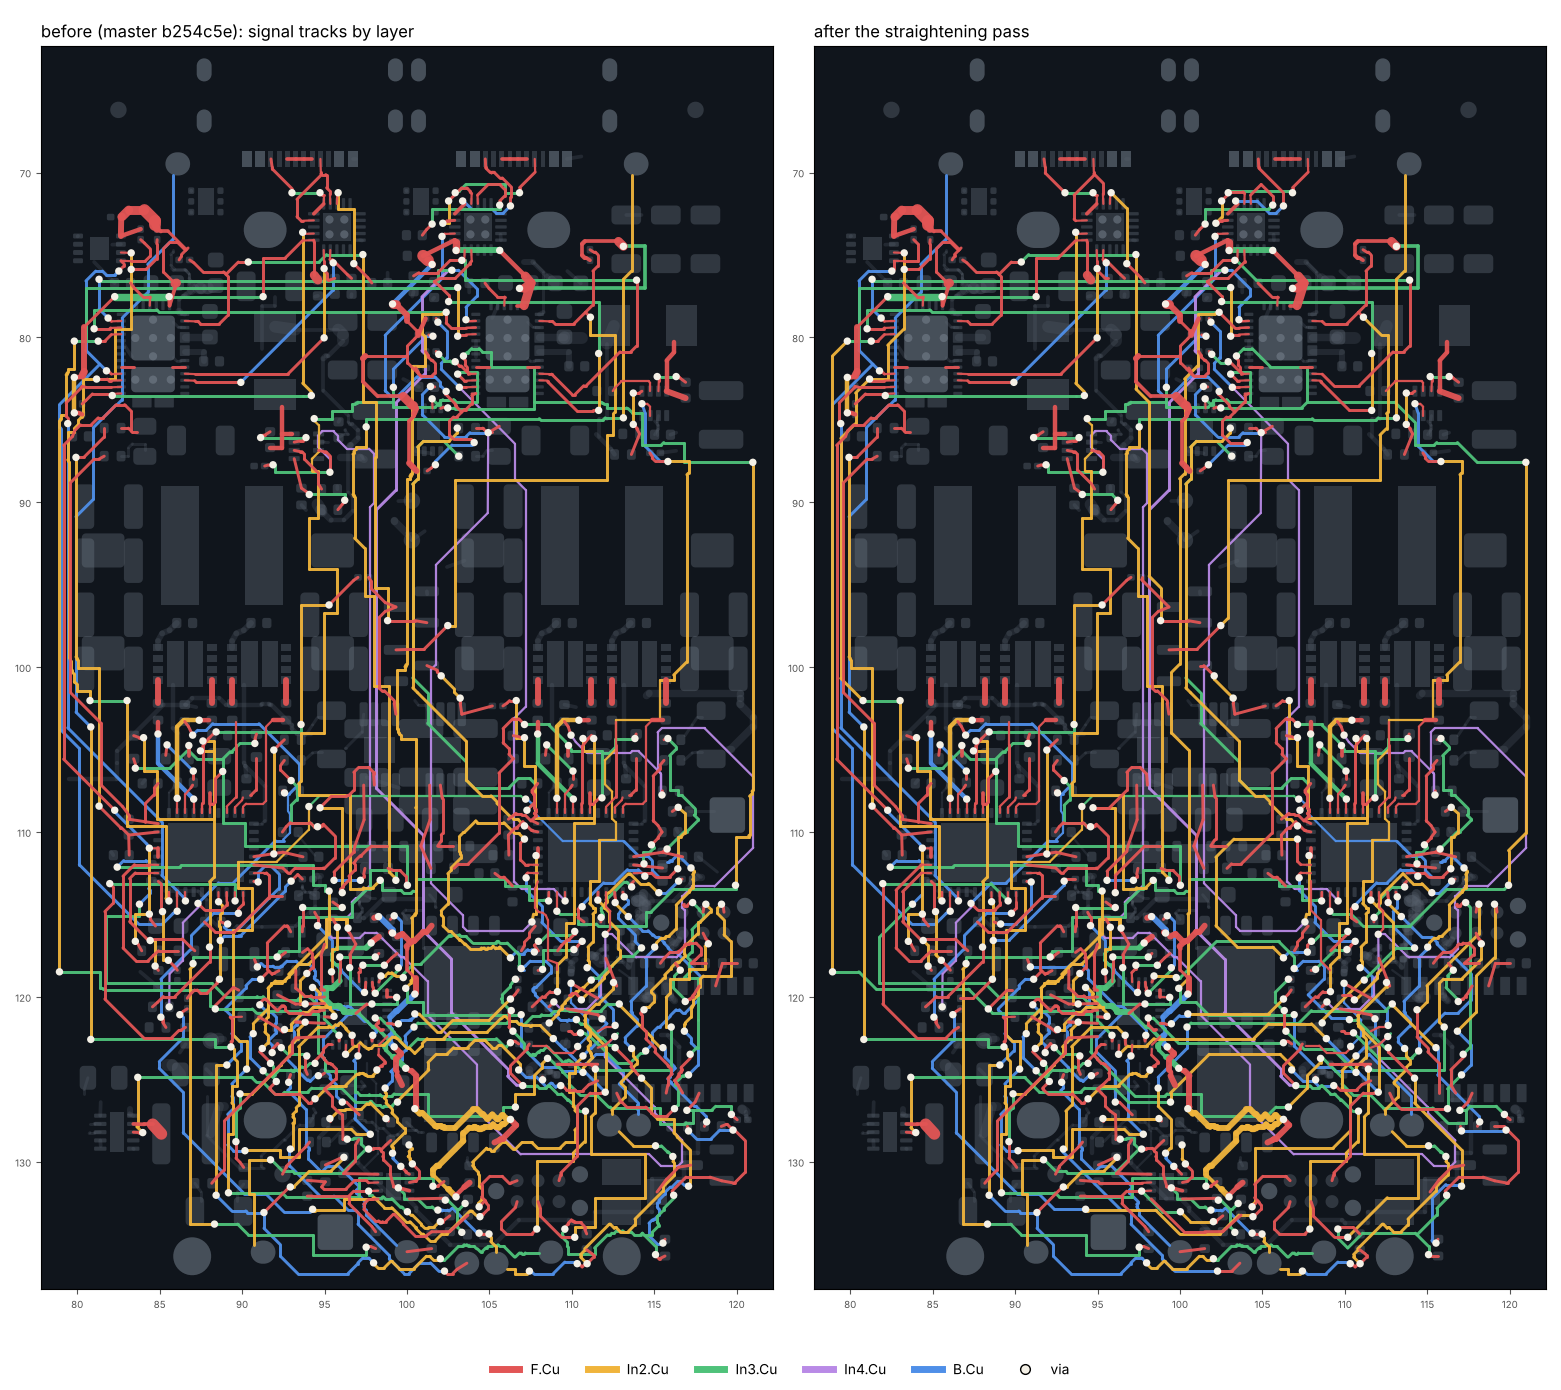 before (master b254c5e): signal tracks by layer
after the straightening pass
70
80
90
100
110
120
130
80 85 90 95 100 105 110 115 120
70
80
90
100
110
120
130
80 85 90 95 100 105 110 115 120
F.Cu In2.Cu In3.Cu In4.Cu B.Cu via